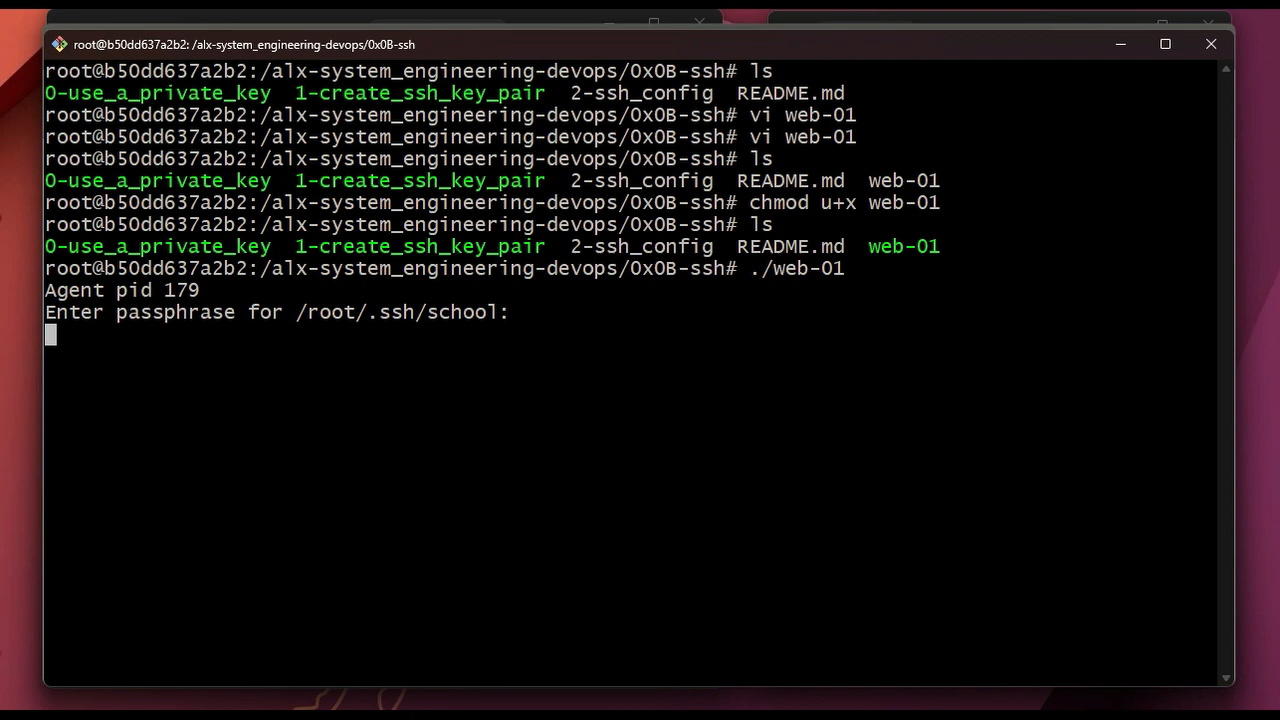 root@b50dd637a2b2: /alx-system_engineering-devops/0x0B-ssh
root@b50dd637a2b2:/alx-system_engineering-devops/0x0B-ssh# ls
0-use_a_private_key  1-create_ssh_key_pair  2-ssh_config  README.md
root@b50dd637a2b2:/alx-system_engineering-devops/0x0B-ssh# vi web-01
root@b50dd637a2b2:/alx-system_engineering-devops/0x0B-ssh# vi web-01
root@b50dd637a2b2:/alx-system_engineering-devops/0x0B-ssh# ls
0-use_a_private_key  1-create_ssh_key_pair  2-ssh_config  README.md  web-01
root@b50dd637a2b2:/alx-system_engineering-devops/0x0B-ssh# chmod u+x web-01
root@b50dd637a2b2:/alx-system_engineering-devops/0x0B-ssh# ls
0-use_a_private_key  1-create_ssh_key_pair  2-ssh_config  README.md  web-01
root@b50dd637a2b2:/alx-system_engineering-devops/0x0B-ssh# ./web-01
Agent pid 179
Enter passphrase for /root/.ssh/school: